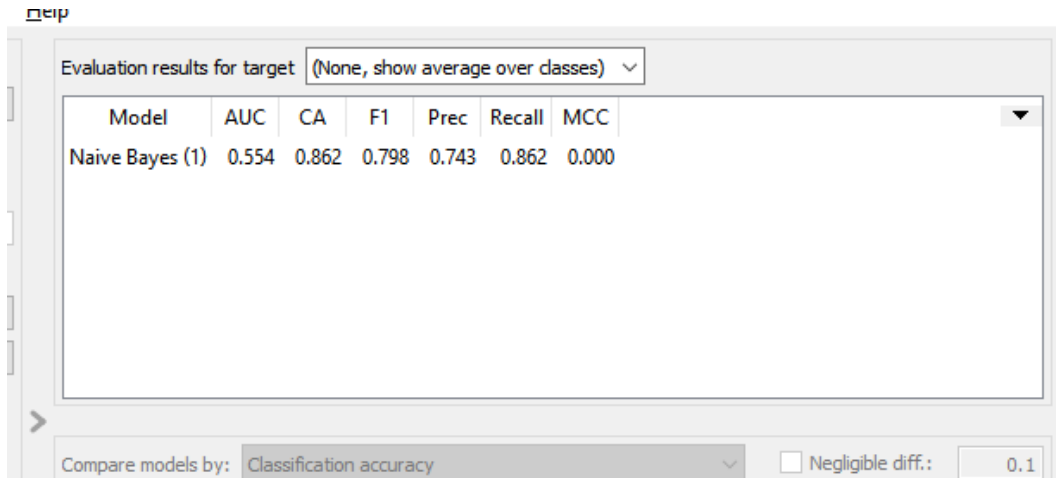 Help
Evaluation results for target (None, show average over classes)
Model AUC CA F1 Prec Recall MCC
Naive Bayes (1) 0.554 0.862 0.798 0.743 0.862 0.000
Compare models by: Classification accuracy Negligible diff.: 0.1